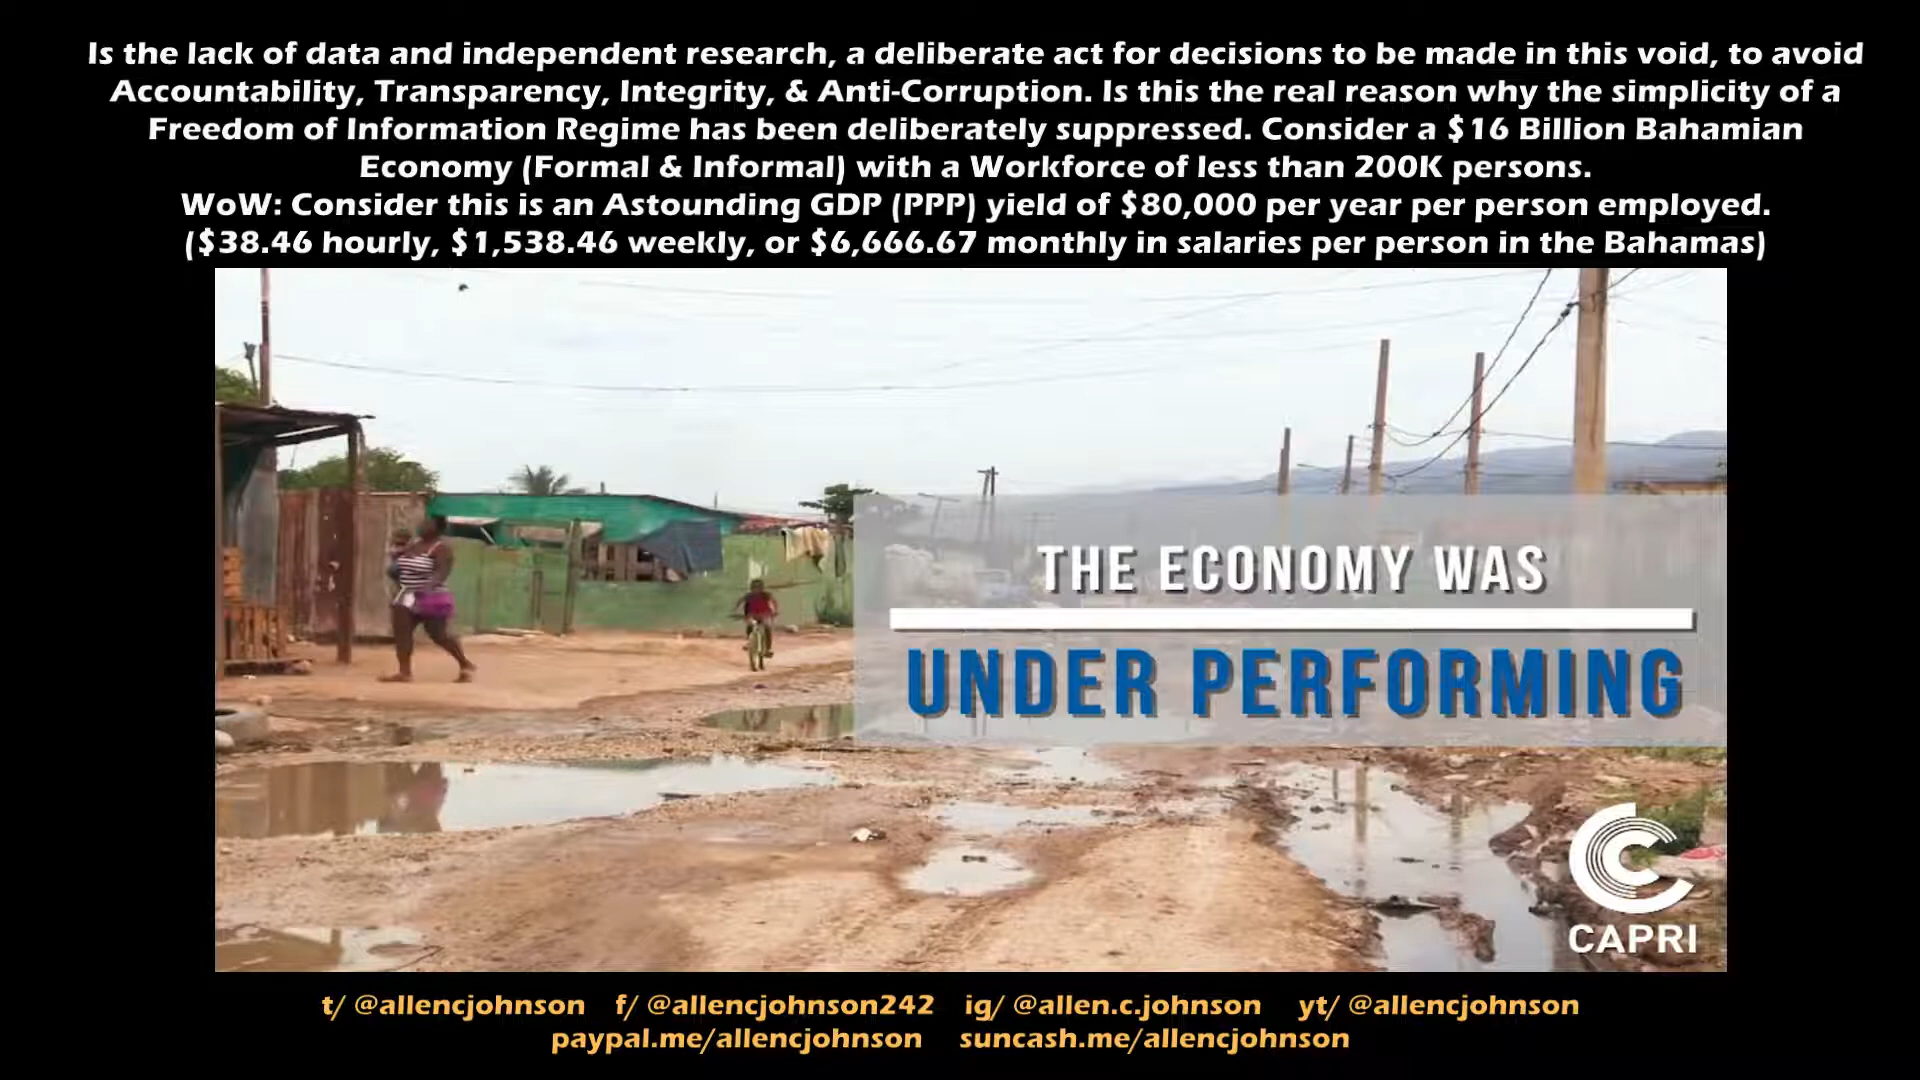 Is the lack of data and independent research, a deliberate act for decisions to be made in this void, to avoid
Accountability, Transparency, Integrity, & Anti-Corruption. Is this the real reason why the simplicity of a
Freedom of Information Regime has been deliberately suppressed. Consider a $16 Billion Bahamian
Economy (Formal & Informal) with a Workforce of less than 200K persons.
WoW: Consider this is an Astounding GDP (PPP) yield of $80,000 per year per person employed.
($38.46 hourly, $1,538.46 weekly, or $6,666.67 monthly in salaries per person in the Bahamas)
THE ECONOMY WAS
UNDER PERFORMING
CAPRI
t/ @allencjohnson f/ @allencjohnson242 ig/ @allen.c.johnson yt/ @allencjohnson
paypal.me/allencjohnson suncash.me/allencjohnson